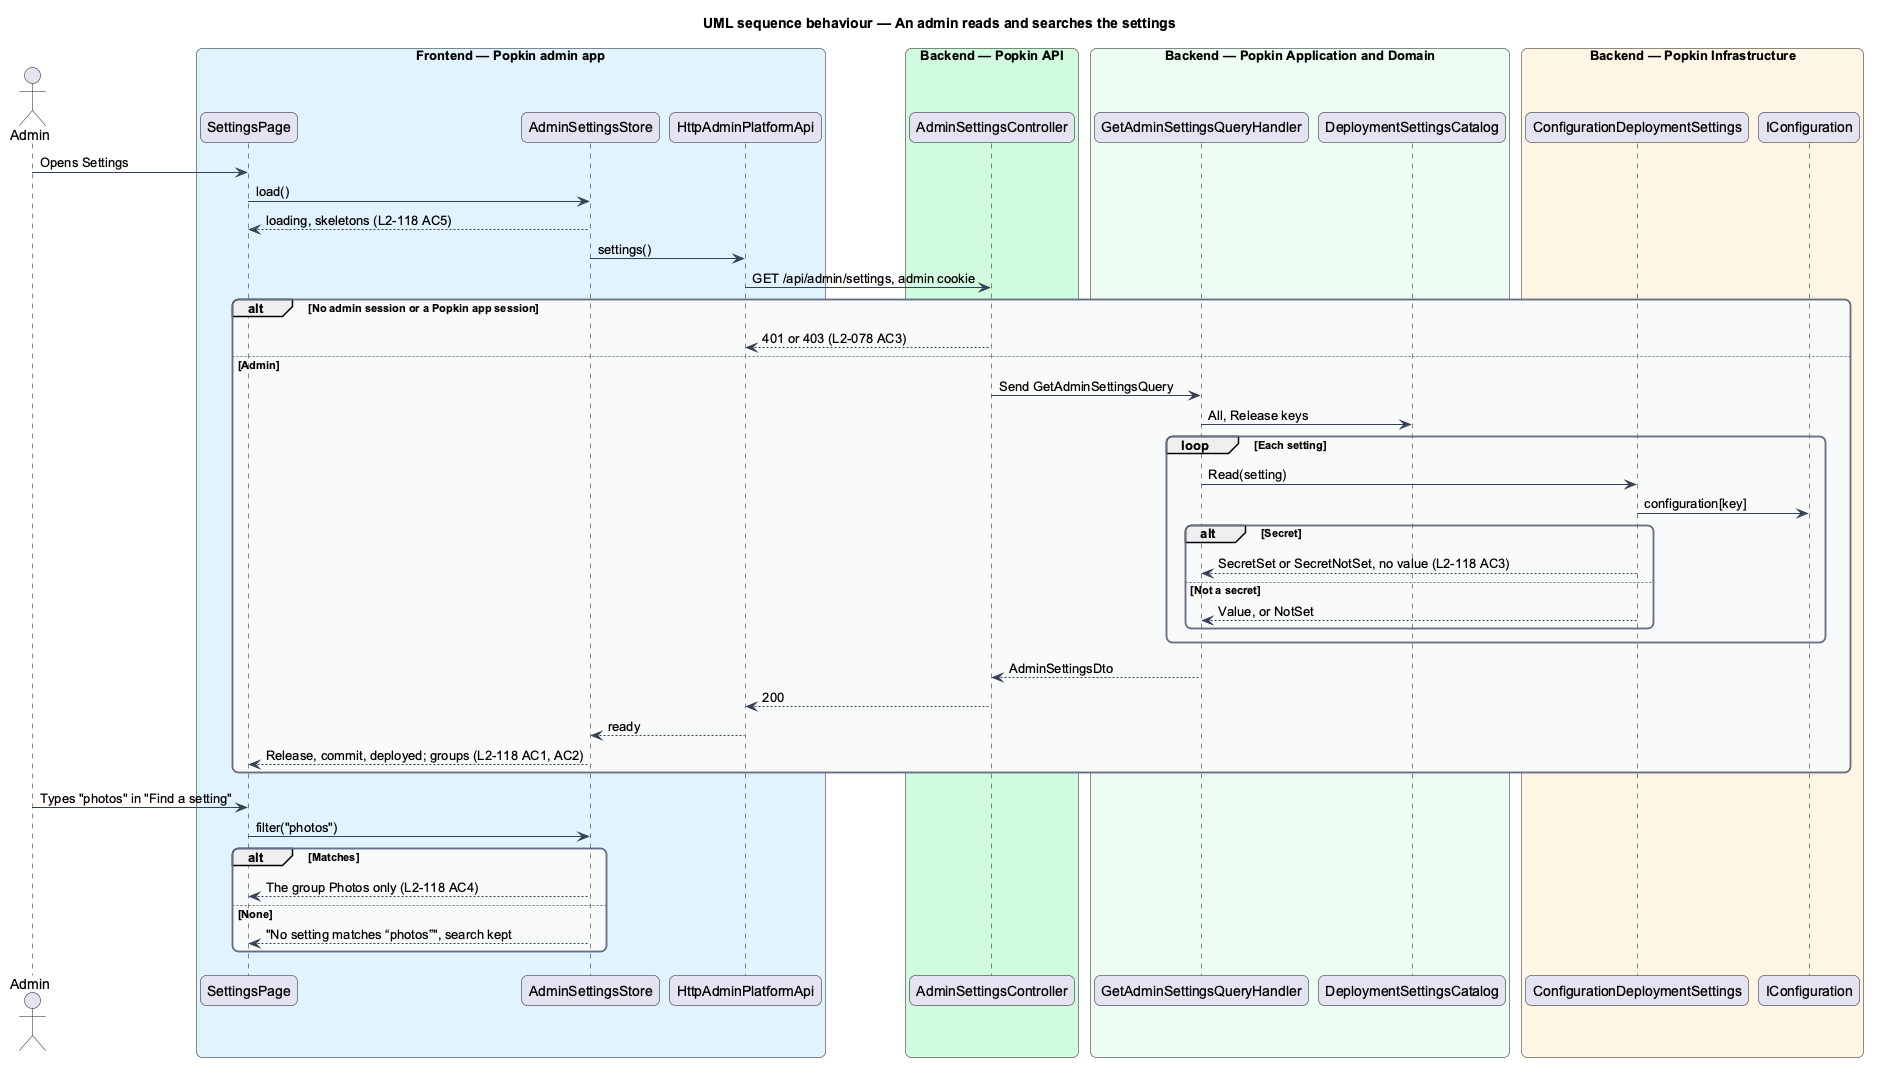 UML sequence behaviour — An admin reads and searches the settings
Frontend — Popkin admin app
Backend — Popkin API
Backend — Popkin Application and Domain
Backend — Popkin Infrastructure
Admin
SettingsPage
AdminSettingsStore
HttpAdminPlatformApi
AdminSettingsController
GetAdminSettingsQueryHandler
DeploymentSettingsCatalog
ConfigurationDeploymentSettings
IConfiguration
Opens Settings
load()
loading, skeletons (L2-118 AC5)
settings()
GET /api/admin/settings, admin cookie
alt
[No admin session or a Popkin app session]
401 or 403 (L2-078 AC3)
[Admin]
Send GetAdminSettingsQuery
All, Release keys
loop
[Each setting]
Read(setting)
configuration[key]
alt
[Secret]
SecretSet or SecretNotSet, no value (L2-118 AC3)
[Not a secret]
Value, or NotSet
AdminSettingsDto
200
ready
Release, commit, deployed; groups (L2-118 AC1, AC2)
Types "photos" in "Find a setting"
filter("photos")
alt
[Matches]
The group Photos only (L2-118 AC4)
[None]
"No setting matches “photos”", search kept
Admin
SettingsPage
AdminSettingsStore
HttpAdminPlatformApi
AdminSettingsController
GetAdminSettingsQueryHandler
DeploymentSettingsCatalog
ConfigurationDeploymentSettings
IConfiguration